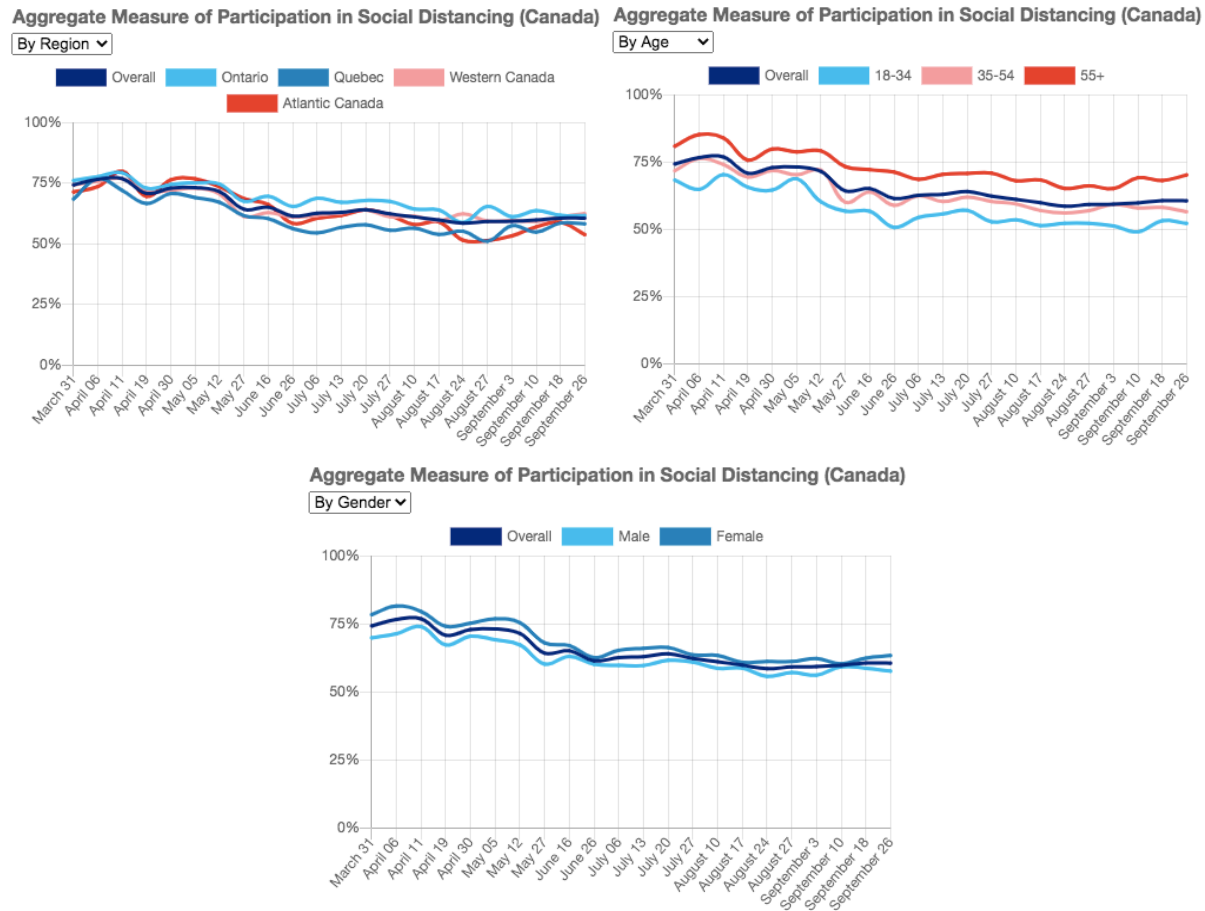 Aggregate Measure of Participation in Social Distancing (Canada)
By Region
Overall Ontario Quebec Western Canada
Atlantic Canada
100%
75%
50%
25%
0%
March 31
April 06
April 11
April 19
April 30
May 05
May 12
May 27
June 16
June 26
July 06
July 13
July 20
July 27
August 10
August 17
August 24
August 27
September 3
September 10
September 18
September 26
Aggregate Measure of Participation in Social Distancing (Canada)
By Age
Overall 18-34 35-54 55+
100%
75%
50%
25%
0%
March 31
April 06
April 11
April 19
April 30
May 05
May 12
May 27
June 16
June 26
July 06
July 13
July 20
July 27
August 10
August 17
August 24
August 27
September 3
September 10
September 18
September 26
Aggregate Measure of Participation in Social Distancing (Canada)
By Gender
Overall Male Female
100%
75%
50%
25%
0%
March 31
April 06
April 11
April 19
April 30
May 05
May 12
May 27
June 16
June 26
July 06
July 13
July 20
July 27
August 10
August 17
August 24
August 27
September 3
September 10
September 18
September 26